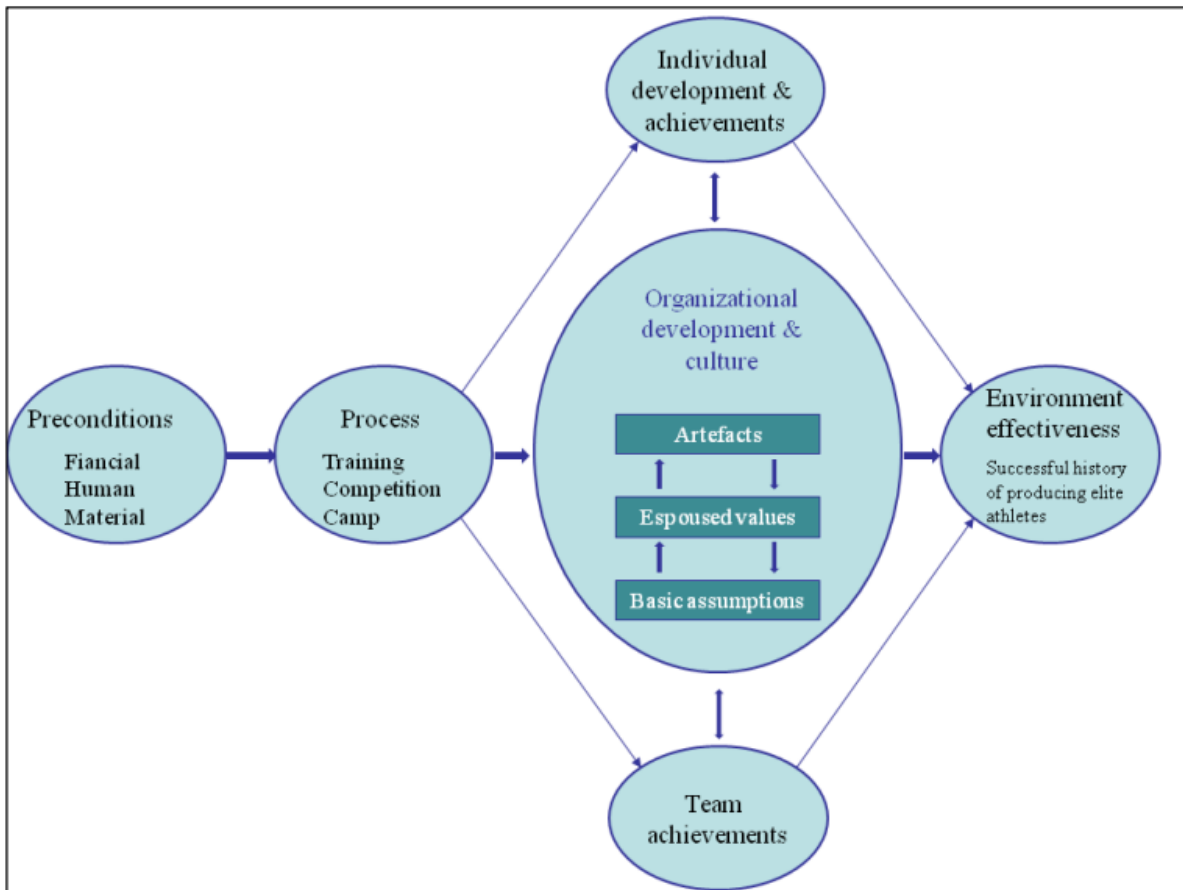 Individual
development &
achievements
Organizational
development &
culture
Artefacts
Espoused values
Basic assumptions
Preconditions
Fiancial
Human
Material
Process
Training
Competition
Camp
Environment
effectiveness
Successful history
of producing elite
athletes
Team
achievements